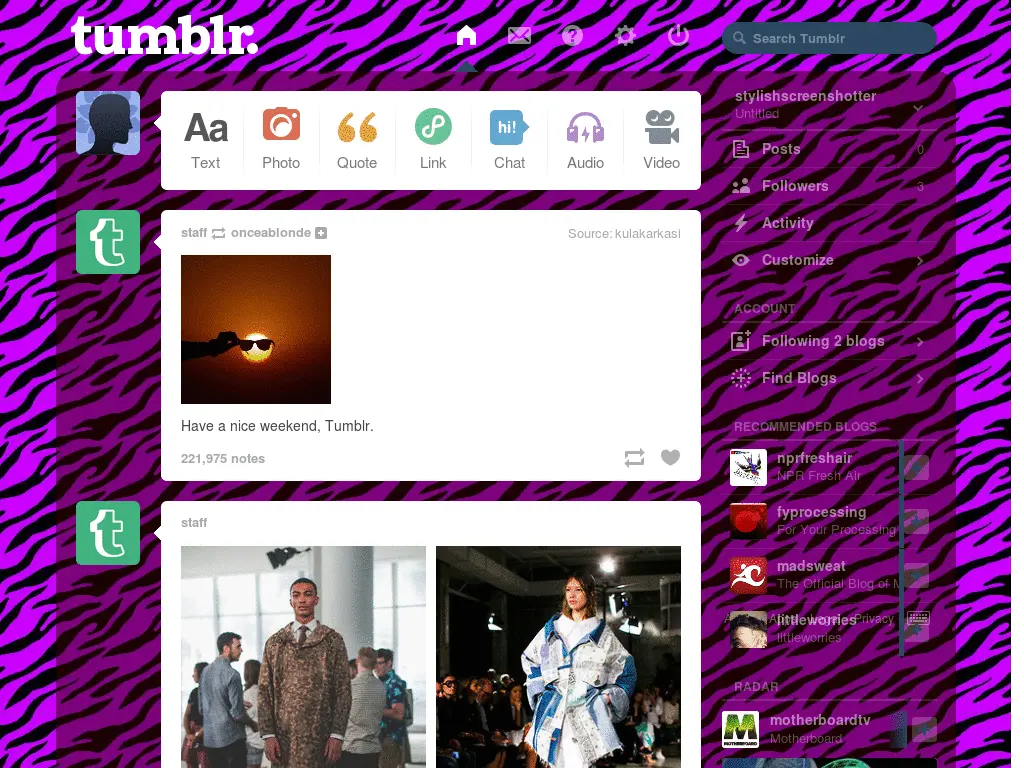 tumblr.
Search Tumblr
Aa
Text
Photo
Quote
Link
hi!
Chat
Audio
Video
stylishscreenshotter
Untitled
Posts 0
Followers 3
Activity
Customize
ACCOUNT
Following 2 blogs
Find Blogs
RECOMMENDED BLOGS
nprfreshair
NPR Fresh Air
fyprocessing
For Your Processing
madsweat
The Official Blog of M
littleworries
Legal Privacy
littleworries
RADAR
motherboardtv
Motherboard
M
MOTHERBOARD
t
staff onceablonde
Source: kulakarkasi
Have a nice weekend, Tumblr.
221,975 notes
t
staff